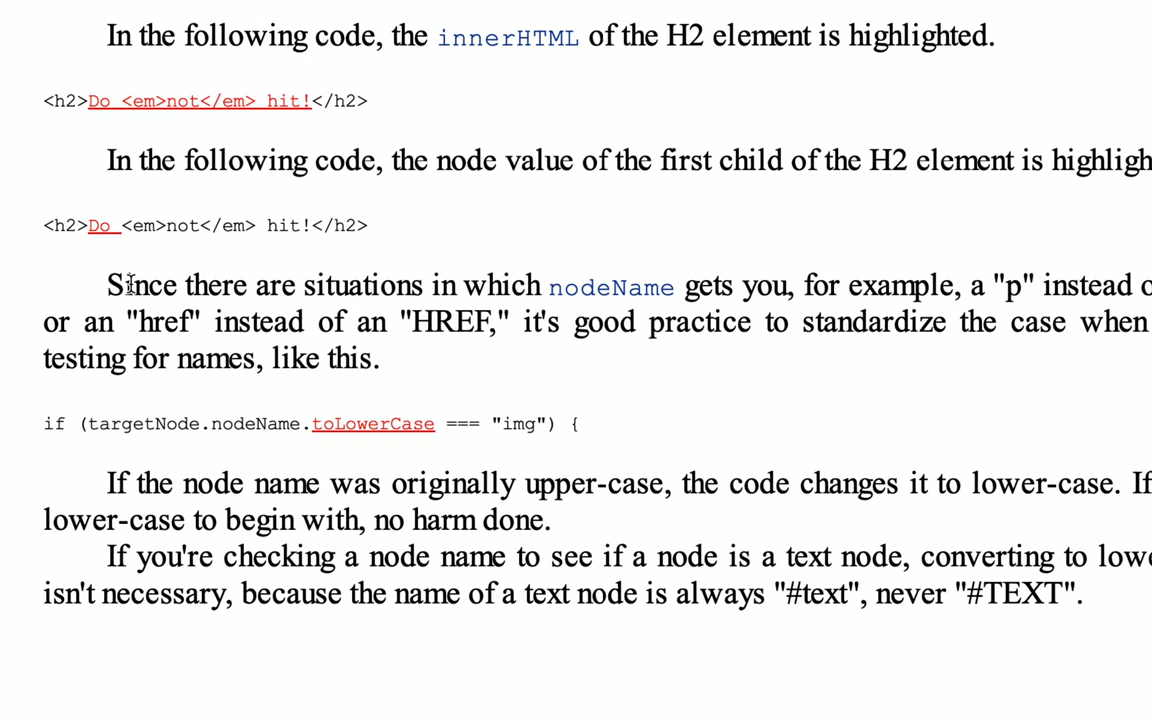 In the following code, the innerHTML of the H2 element is highlighted.
<h2>Do <em>not</em> hit!</h2>
In the following code, the node value of the first child of the H2 element is
<h2>Do <em>not</em> hit!</h2>
Since there are situations in which nodeName gets you, for example, a "p" instead
or an "href" instead of an "HREF," it's good practice to standardize the case when
testing for names, like this.
if (targetNode.nodeName.toLowerCase === "img") {
If the node name was originally upper-case, the code changes it to lower-case. If
lower-case to begin with, no harm done.
If you're checking a node name to see if a node is a text node, converting to
isn't necessary, because the name of a text node is always "#text", never "#TEXT".